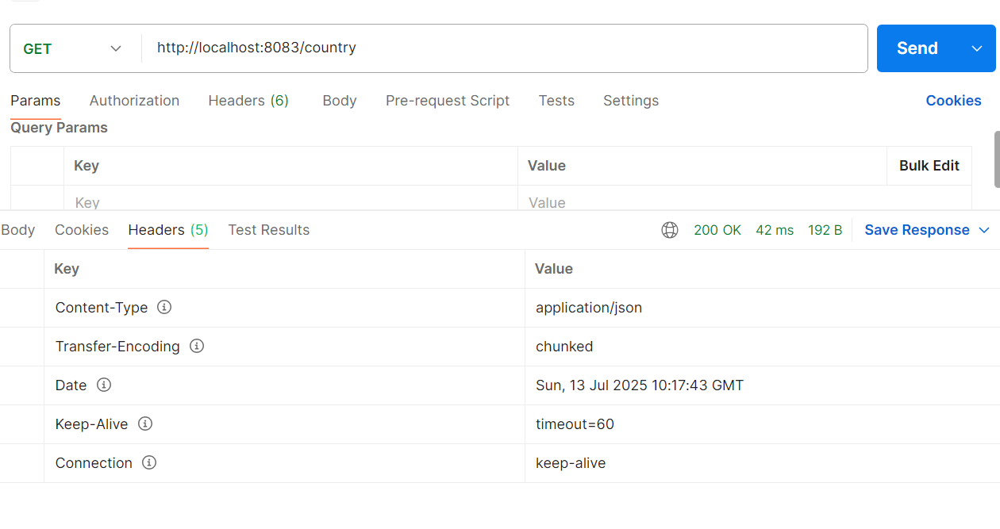 GET http://localhost:8083/country Send
Params Authorization Headers (6) Body Pre-request Script Tests Settings Cookies
Query Params
Key Value Bulk Edit
Key Value
Body Cookies Headers (5) Test Results 200 OK 42 ms 192 B Save Response
Key Value
Content-Type application/json
Transfer-Encoding chunked
Date Sun, 13 Jul 2025 10:17:43 GMT
Keep-Alive timeout=60
Connection keep-alive